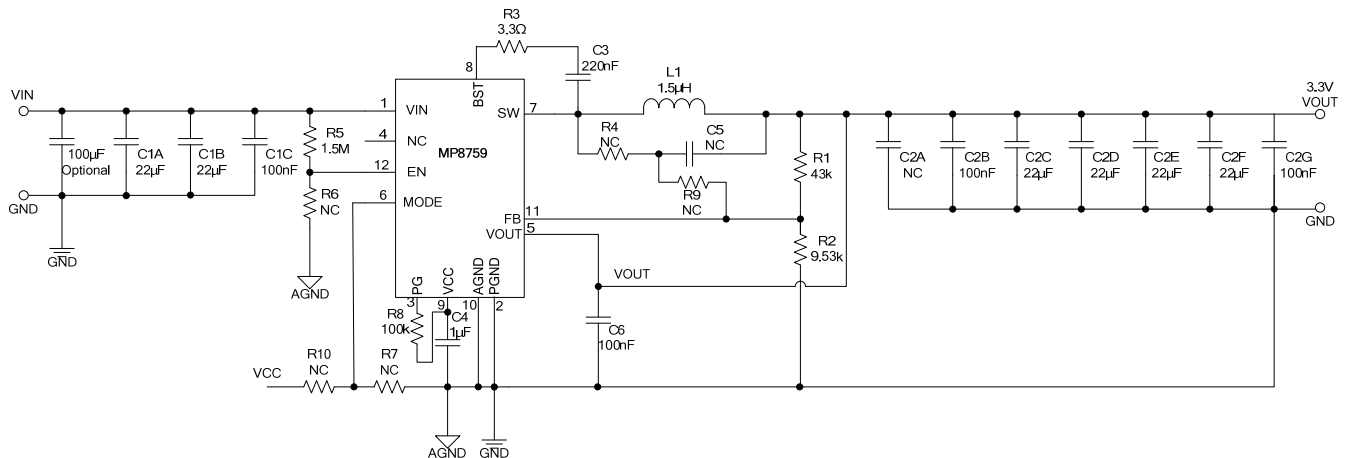 R3
3.3Ω
C3
220nF
8
BST
L1
1.5µH
3.3V
VOUT
VIN
1
VIN
SW
7
4
NC
MP8759
R5
1.5M
R4
NC
C5
NC
12
EN
100µF
Optional
C1A
22µF
C1B
22µF
C1C
100nF
R1
43k
C2A
NC
C2B
100nF
C2C
22µF
C2D
22µF
C2E
22µF
C2F
22µF
C2G
100nF
R6
NC
6
MODE
R9
NC
GND
FB
11
GND
VOUT
5
R2
9.53k
GND
AGND
PG
VCC
AGND
PGND
VOUT
3
9
10
2
R8
100k
C4
1µF
C6
100nF
R10
NC
R7
NC
VCC
AGND
GND